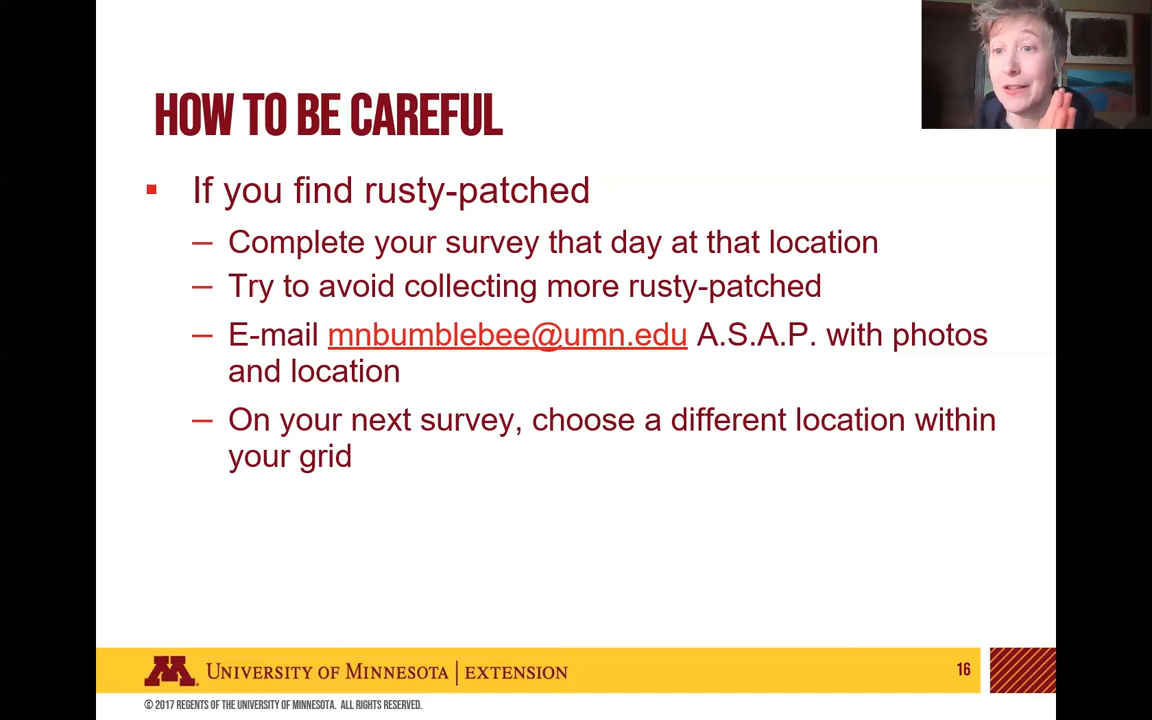 HOW TO BE CAREFUL
▪ If you find rusty-patched
– Complete your survey that day at that location
– Try to avoid collecting more rusty-patched
– E-mail mnbumblebee@umn.edu A.S.A.P. with photos
and location
– On your next survey, choose a different location within
your grid
M UNIVERSITY OF MINNESOTA | EXTENSION
16
© 2017 REGENTS OF THE UNIVERSITY OF MINNESOTA. ALL RIGHTS RESERVED.